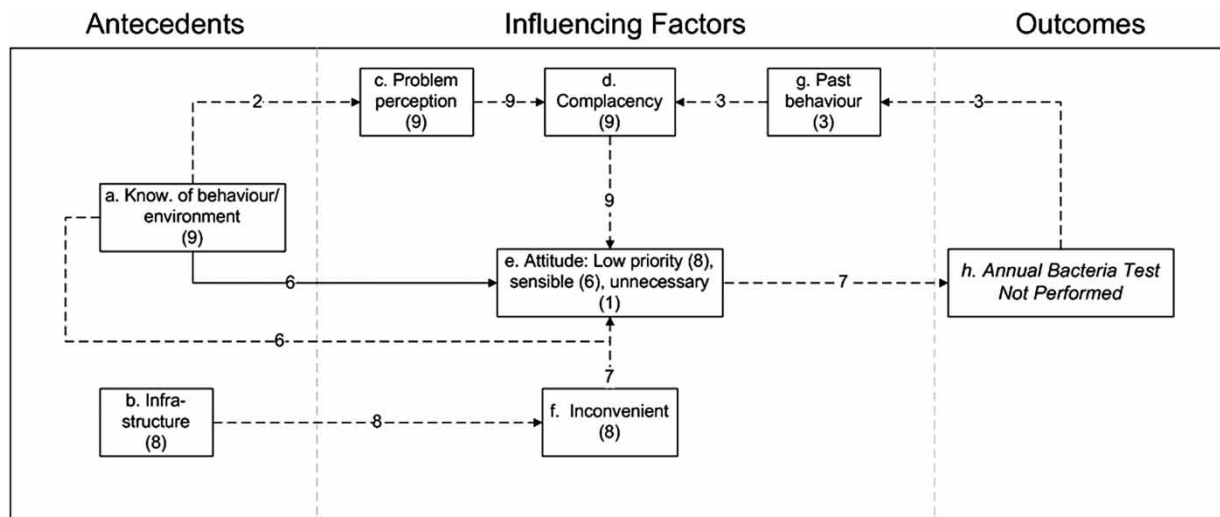 Antecedents
Influencing Factors
Outcomes
c. Problem
perception
(9)
d.
Complacency
(9)
g. Past
behaviour
(3)
2
9
3
3
a. Know. of behaviour/
environment
(9)
9
e. Attitude: Low priority (8),
sensible (6), unnecessary
(1)
h. Annual Bacteria Test
Not Performed
6
7
6
7
b. Infra-
structure
(8)
8
f. Inconvenient
(8)